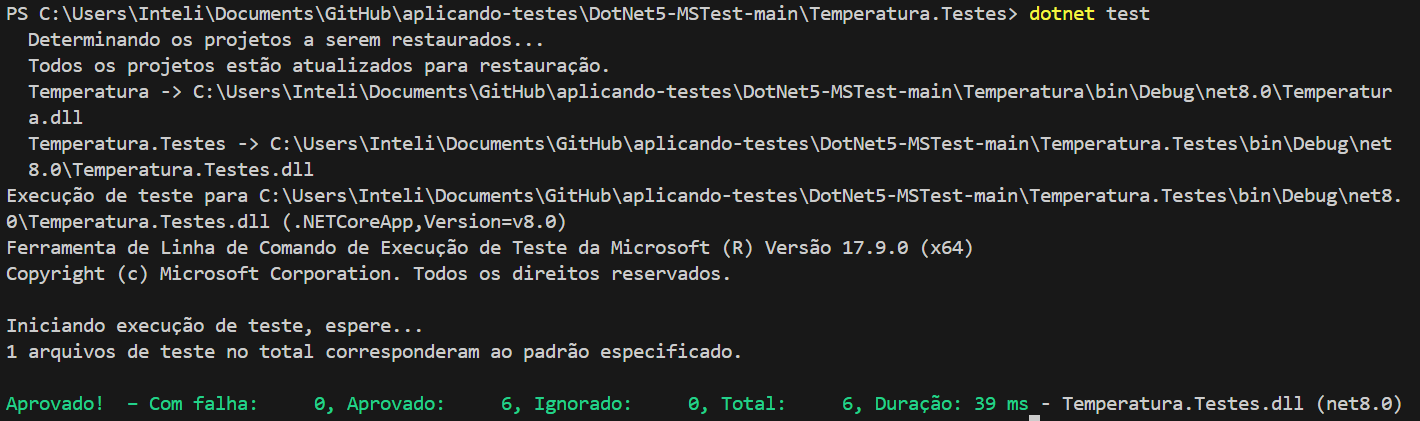 PS C:\Users\Inteli\Documents\GitHub\aplicando-testes\DotNet5-MSTest-main\Temperatura.Testes> dotnet test
  Determinando os projetos a serem restaurados...
  Todos os projetos estão atualizados para restauração.
  Temperatura -> C:\Users\Inteli\Documents\GitHub\aplicando-testes\DotNet5-MSTest-main\Temperatura\bin\Debug\net8.0\Temperatur
  a.dll
  Temperatura.Testes -> C:\Users\Inteli\Documents\GitHub\aplicando-testes\DotNet5-MSTest-main\Temperatura.Testes\bin\Debug\net
  8.0\Temperatura.Testes.dll
Execução de teste para C:\Users\Inteli\Documents\GitHub\aplicando-testes\DotNet5-MSTest-main\Temperatura.Testes\bin\Debug\net8.
0\Temperatura.Testes.dll (.NETCoreApp,Version=v8.0)
Ferramenta de Linha de Comando de Execução de Teste da Microsoft (R) Versão 17.9.0 (x64)
Copyright (c) Microsoft Corporation. Todos os direitos reservados.

Iniciando execução de teste, espere...
1 arquivos de teste no total corresponderam ao padrão especificado.

Aprovado!  – Com falha:     0, Aprovado:     6, Ignorado:     0, Total:     6, Duração: 39 ms - Temperatura.Testes.dll (net8.0)